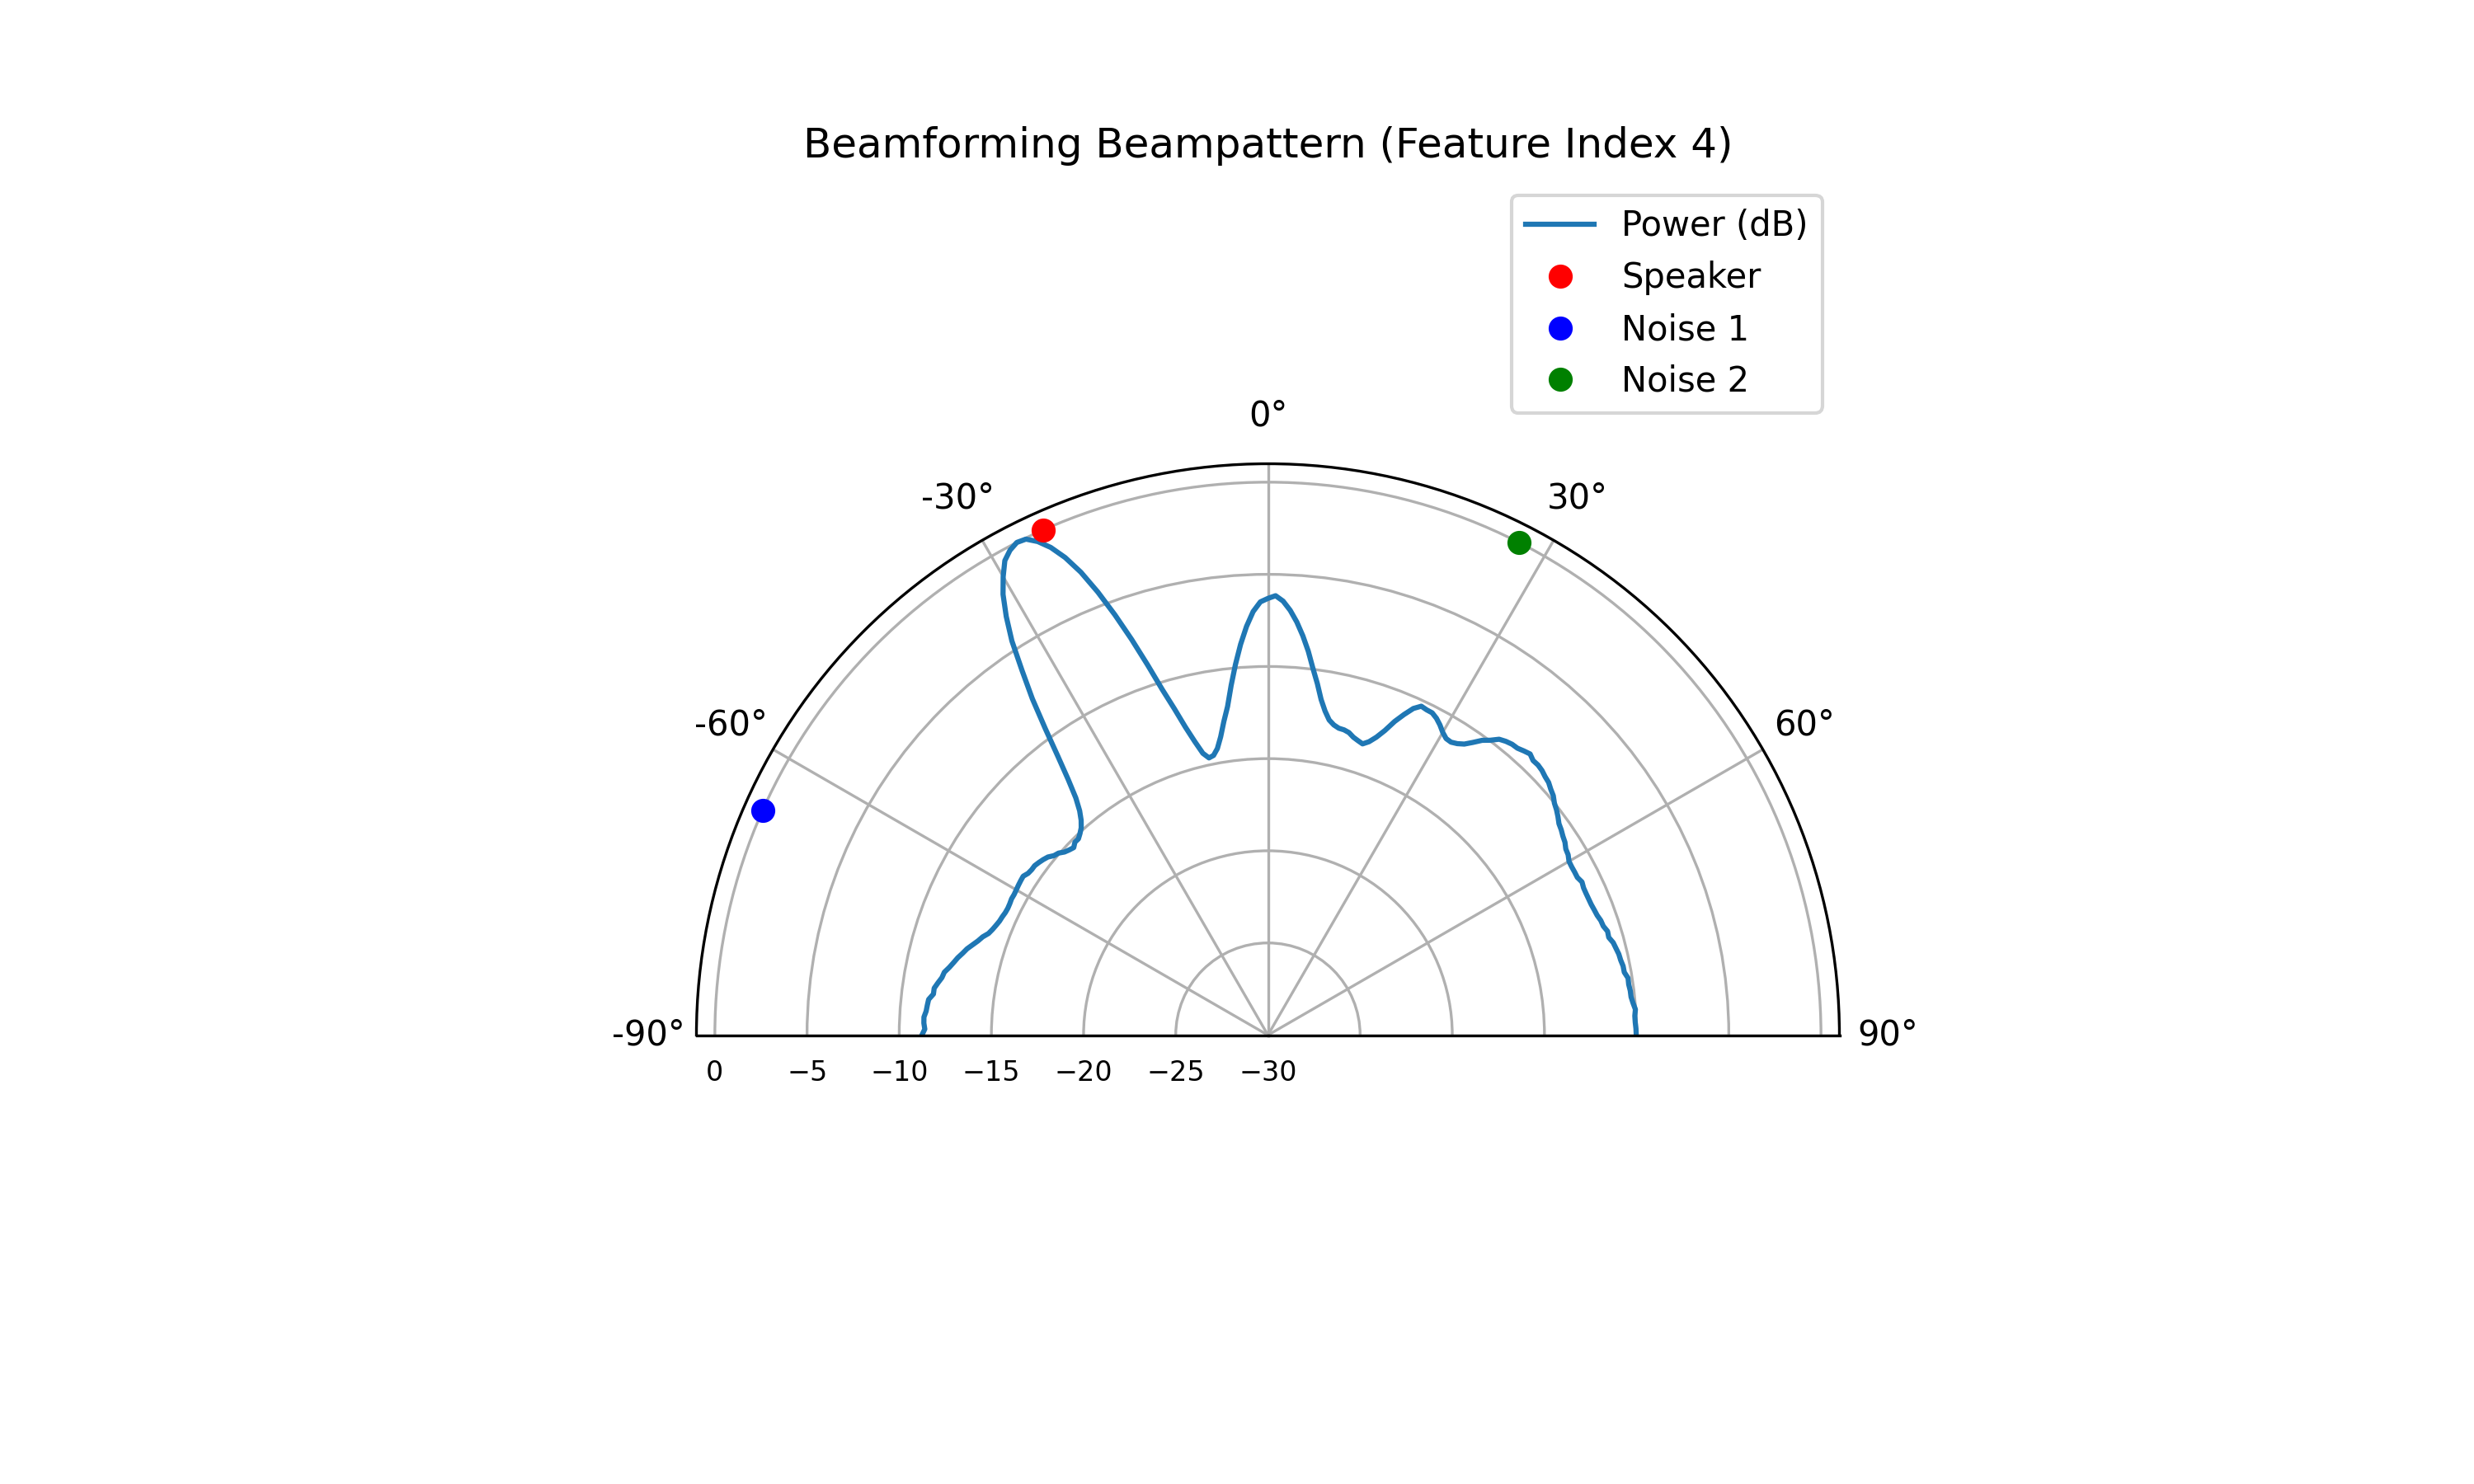 Beamforming Beampattern (Feature Index 4)
Power (dB)
Speaker
Noise 1
Noise 2
0°
-30°
30°
-60°
60°
-90°
90°
0
−5
−10
−15
−20
−25
−30